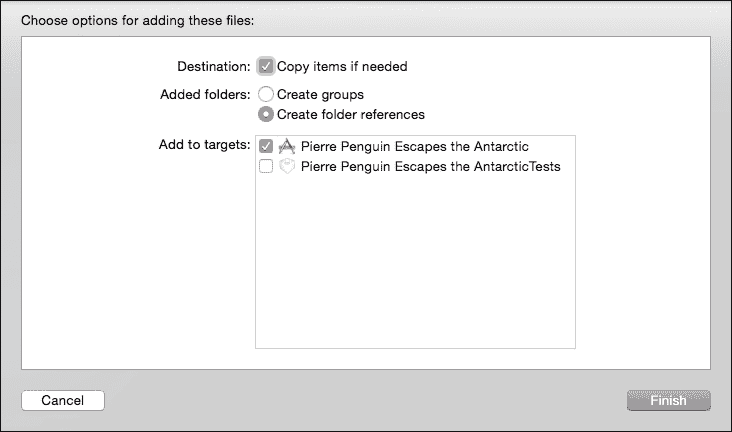 Choose options for adding these files:
Destination: Copy items if needed
Added folders: Create groups
Create folder references
Add to targets: Pierre Penguin Escapes the Antarctic
Pierre Penguin Escapes the AntarcticTests
Cancel Finish